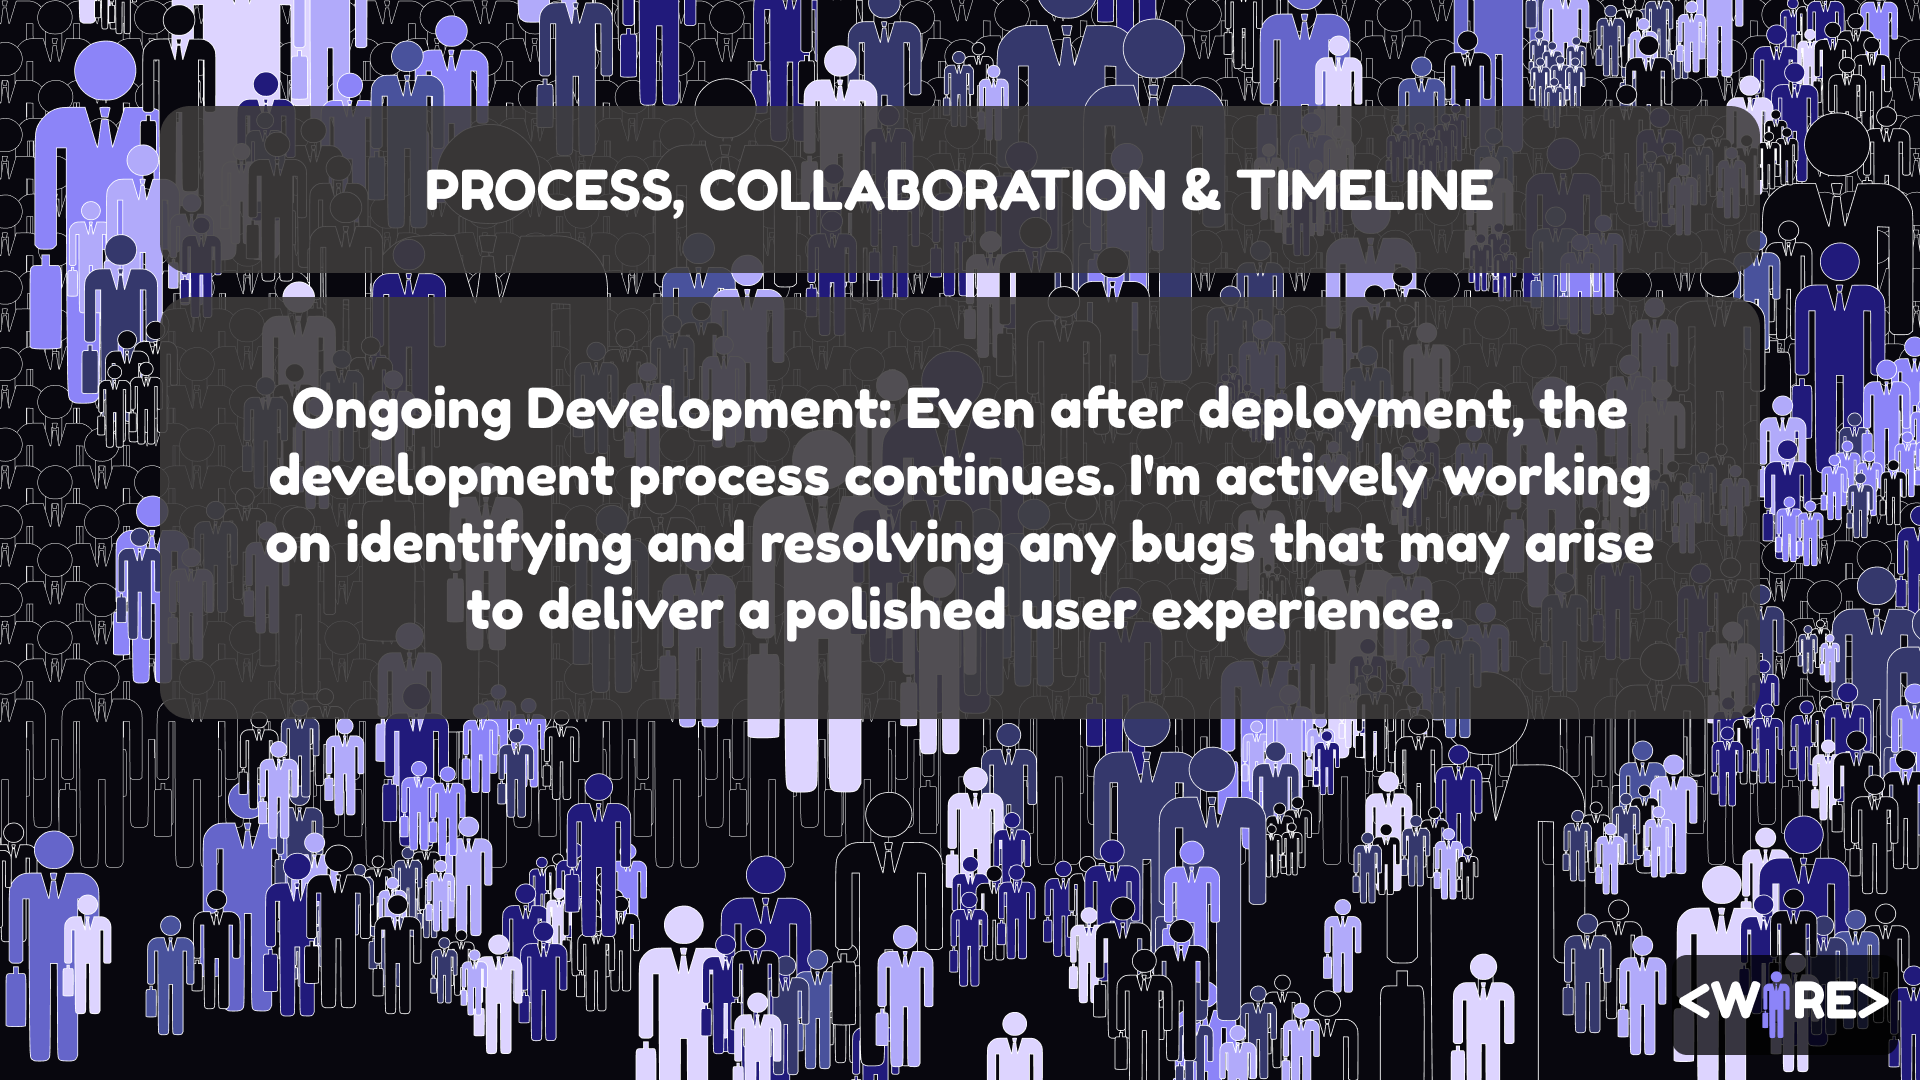 PROCESS, COLLABORATION & TIMELINE
Ongoing Development: Even after deployment, the
development process continues. I'm actively working
on identifying and resolving any bugs that may arise
to deliver a polished user experience.
<W RE>